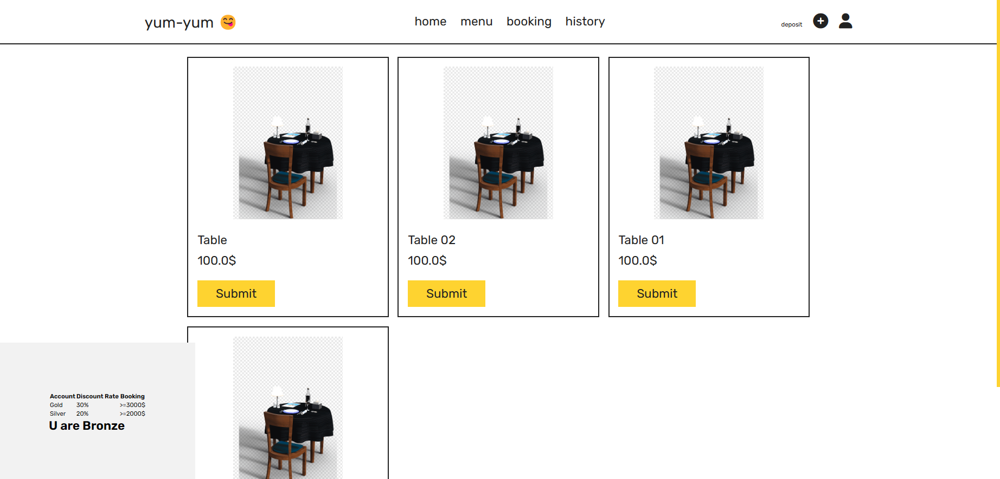 yum-yum 😋
home menu booking history
deposit
Table
100.0$
Submit
Table 02
100.0$
Submit
Table 01
100.0$
Submit
Account Discount Rate Booking
Gold 30% >=3000$
Silver 20% >=2000$
U are Bronze